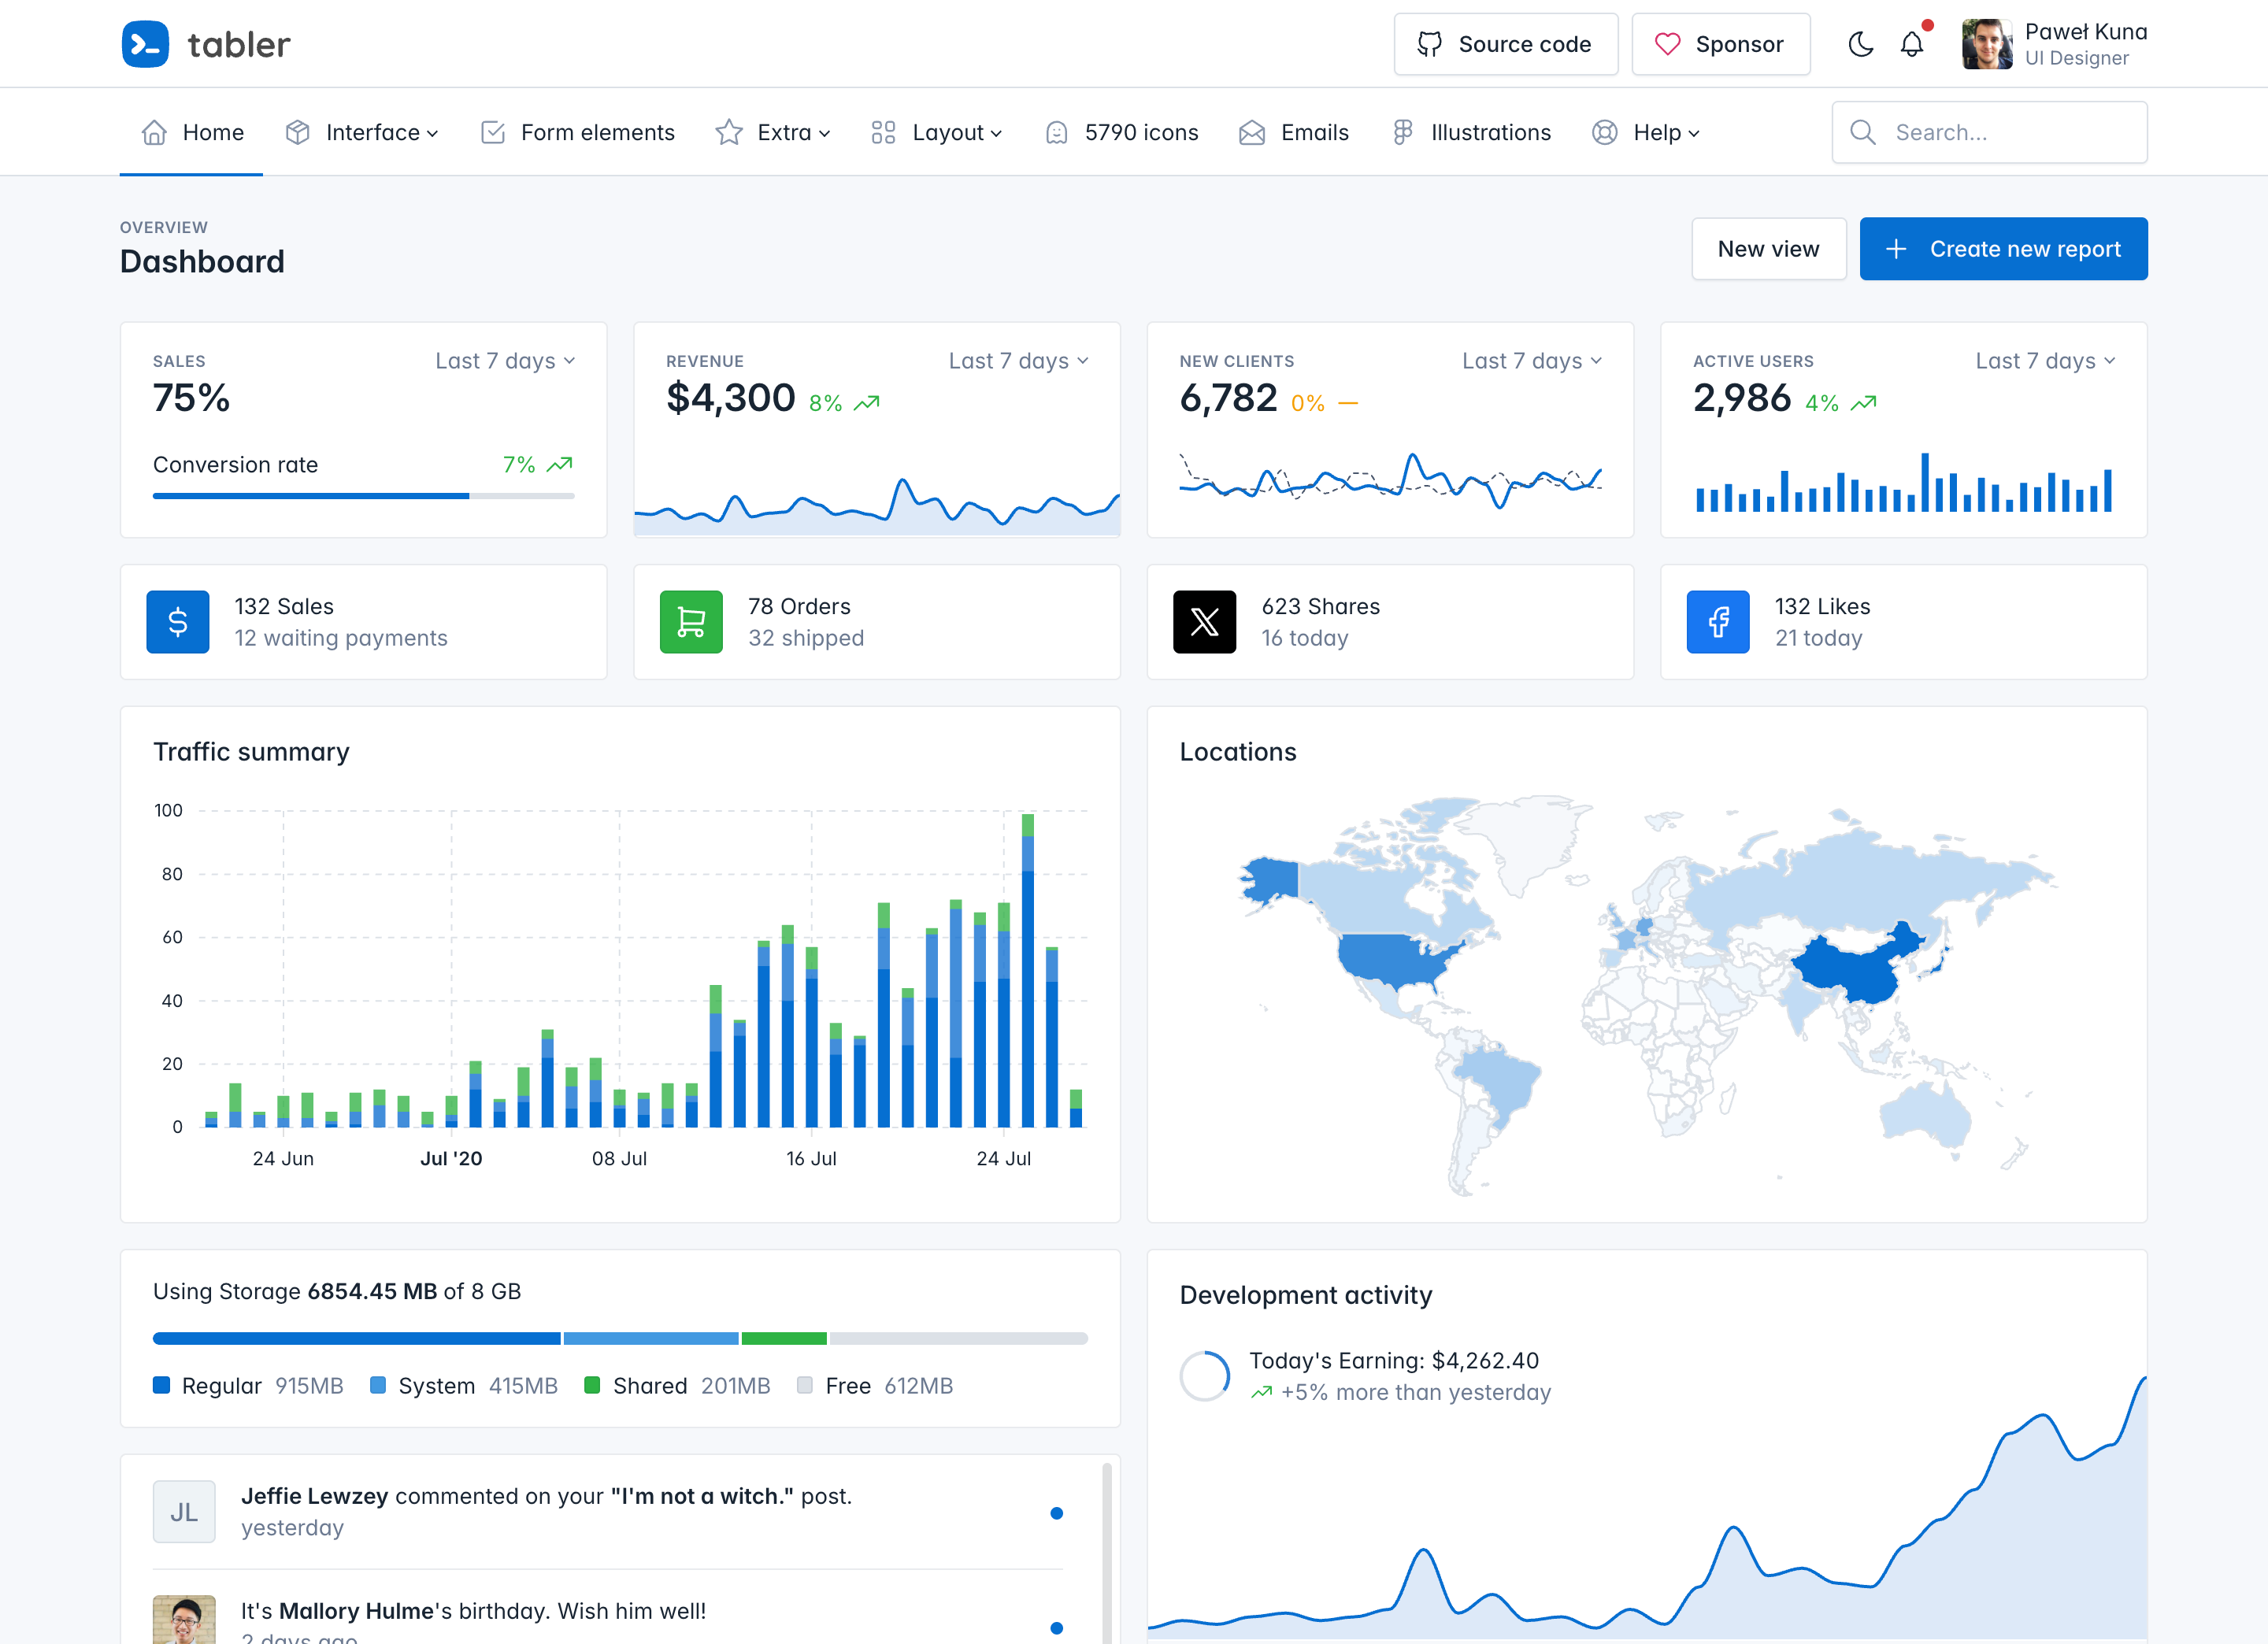 tabler
Source code
Sponsor
Paweł Kuna
UI Designer
Home
Interface
Form elements
Extra
Layout
5790 icons
Emails
Illustrations
Help
Search…
OVERVIEW
Dashboard
New view
Create new report
SALES
Last 7 days
75%
Conversion rate
7%
REVENUE
Last 7 days
$4,300 8%
NEW CLIENTS
Last 7 days
6,782 0%
ACTIVE USERS
Last 7 days
2,986 4%
132 Sales
12 waiting payments
78 Orders
32 shipped
623 Shares
16 today
132 Likes
21 today
Traffic summary
100
80
60
40
20
0
24 Jun
Jul '20
08 Jul
16 Jul
24 Jul
Locations
Using Storage 6854.45 MB of 8 GB
Regular 915MB
System 415MB
Shared 201MB
Free 612MB
Development activity
Today's Earning: $4,262.40
+5% more than yesterday
JL
Jeffie Lewzey commented on your "I'm not a witch." post.
yesterday
It's Mallory Hulme's birthday. Wish him well!
2 days ago